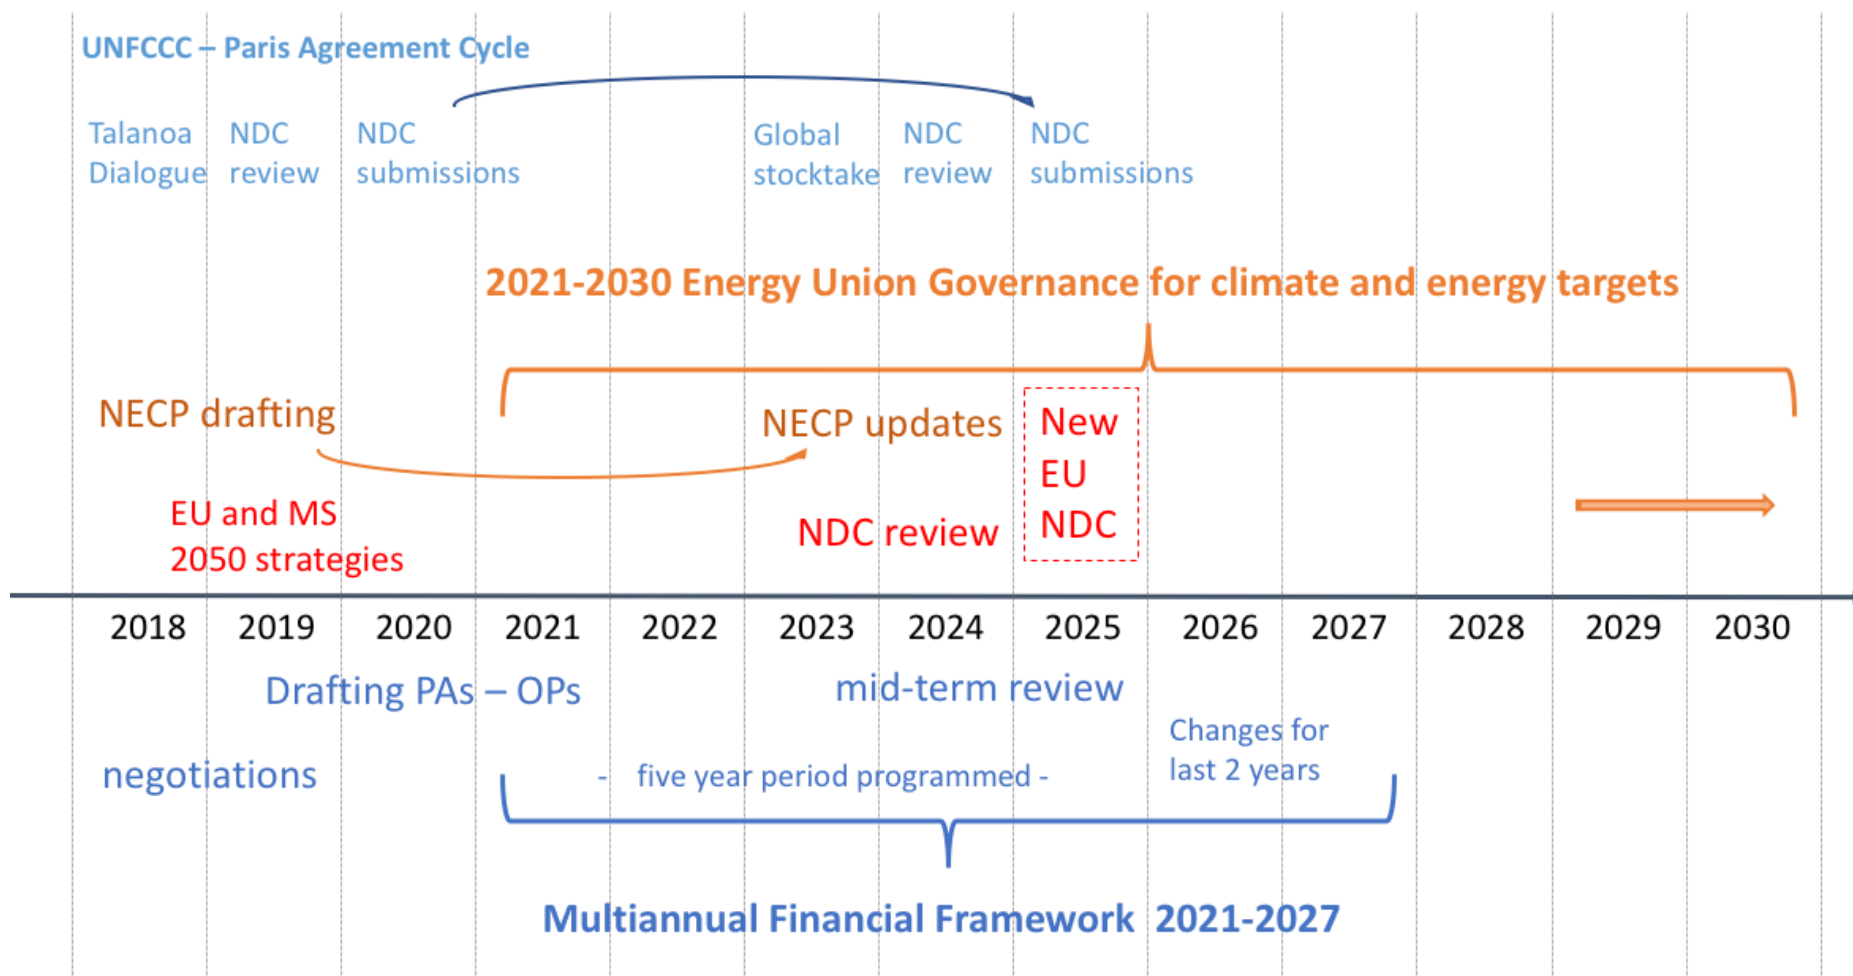 UNFCCC – Paris Agreement Cycle
Talanoa Dialogue
NDC review
NDC submissions
Global stocktake
NDC review
NDC submissions
2021-2030 Energy Union Governance for climate and energy targets
NECP drafting
NECP updates
New
EU
NDC
EU and MS
2050 strategies
NDC review
2018 2019 2020 2021 2022 2023 2024 2025 2026 2027 2028 2029 2030
Drafting PAs – OPs
mid-term review
negotiations
- five year period programmed -
Changes for
last 2 years
Multiannual Financial Framework 2021-2027